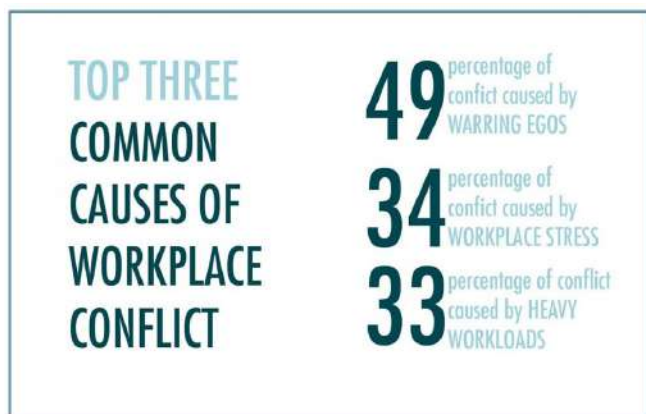 TOP THREE
COMMON
CAUSES OF
WORKPLACE
CONFLICT
49
percentage of
confict caused by
WARRING EGOS
34
percentage of
confict caused by
WORKPLACE STRESS
33
percentage of conflict
caused by HEAVY
WORKLOADS